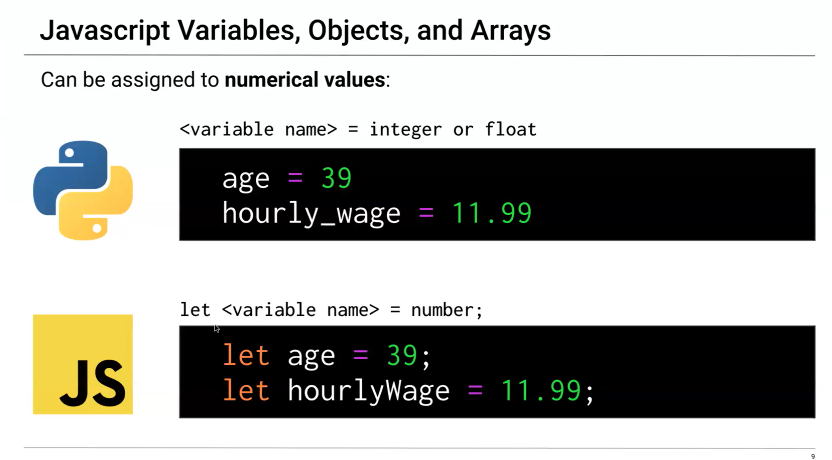 Javascript Variables, Objects, and Arrays
Can be assigned to numerical values:
<variable name> = integer or float
age = 39
hourly_wage = 11.99
let <variable name> = number;
JS
let age = 39;
let hourlyWage = 11.99;
9